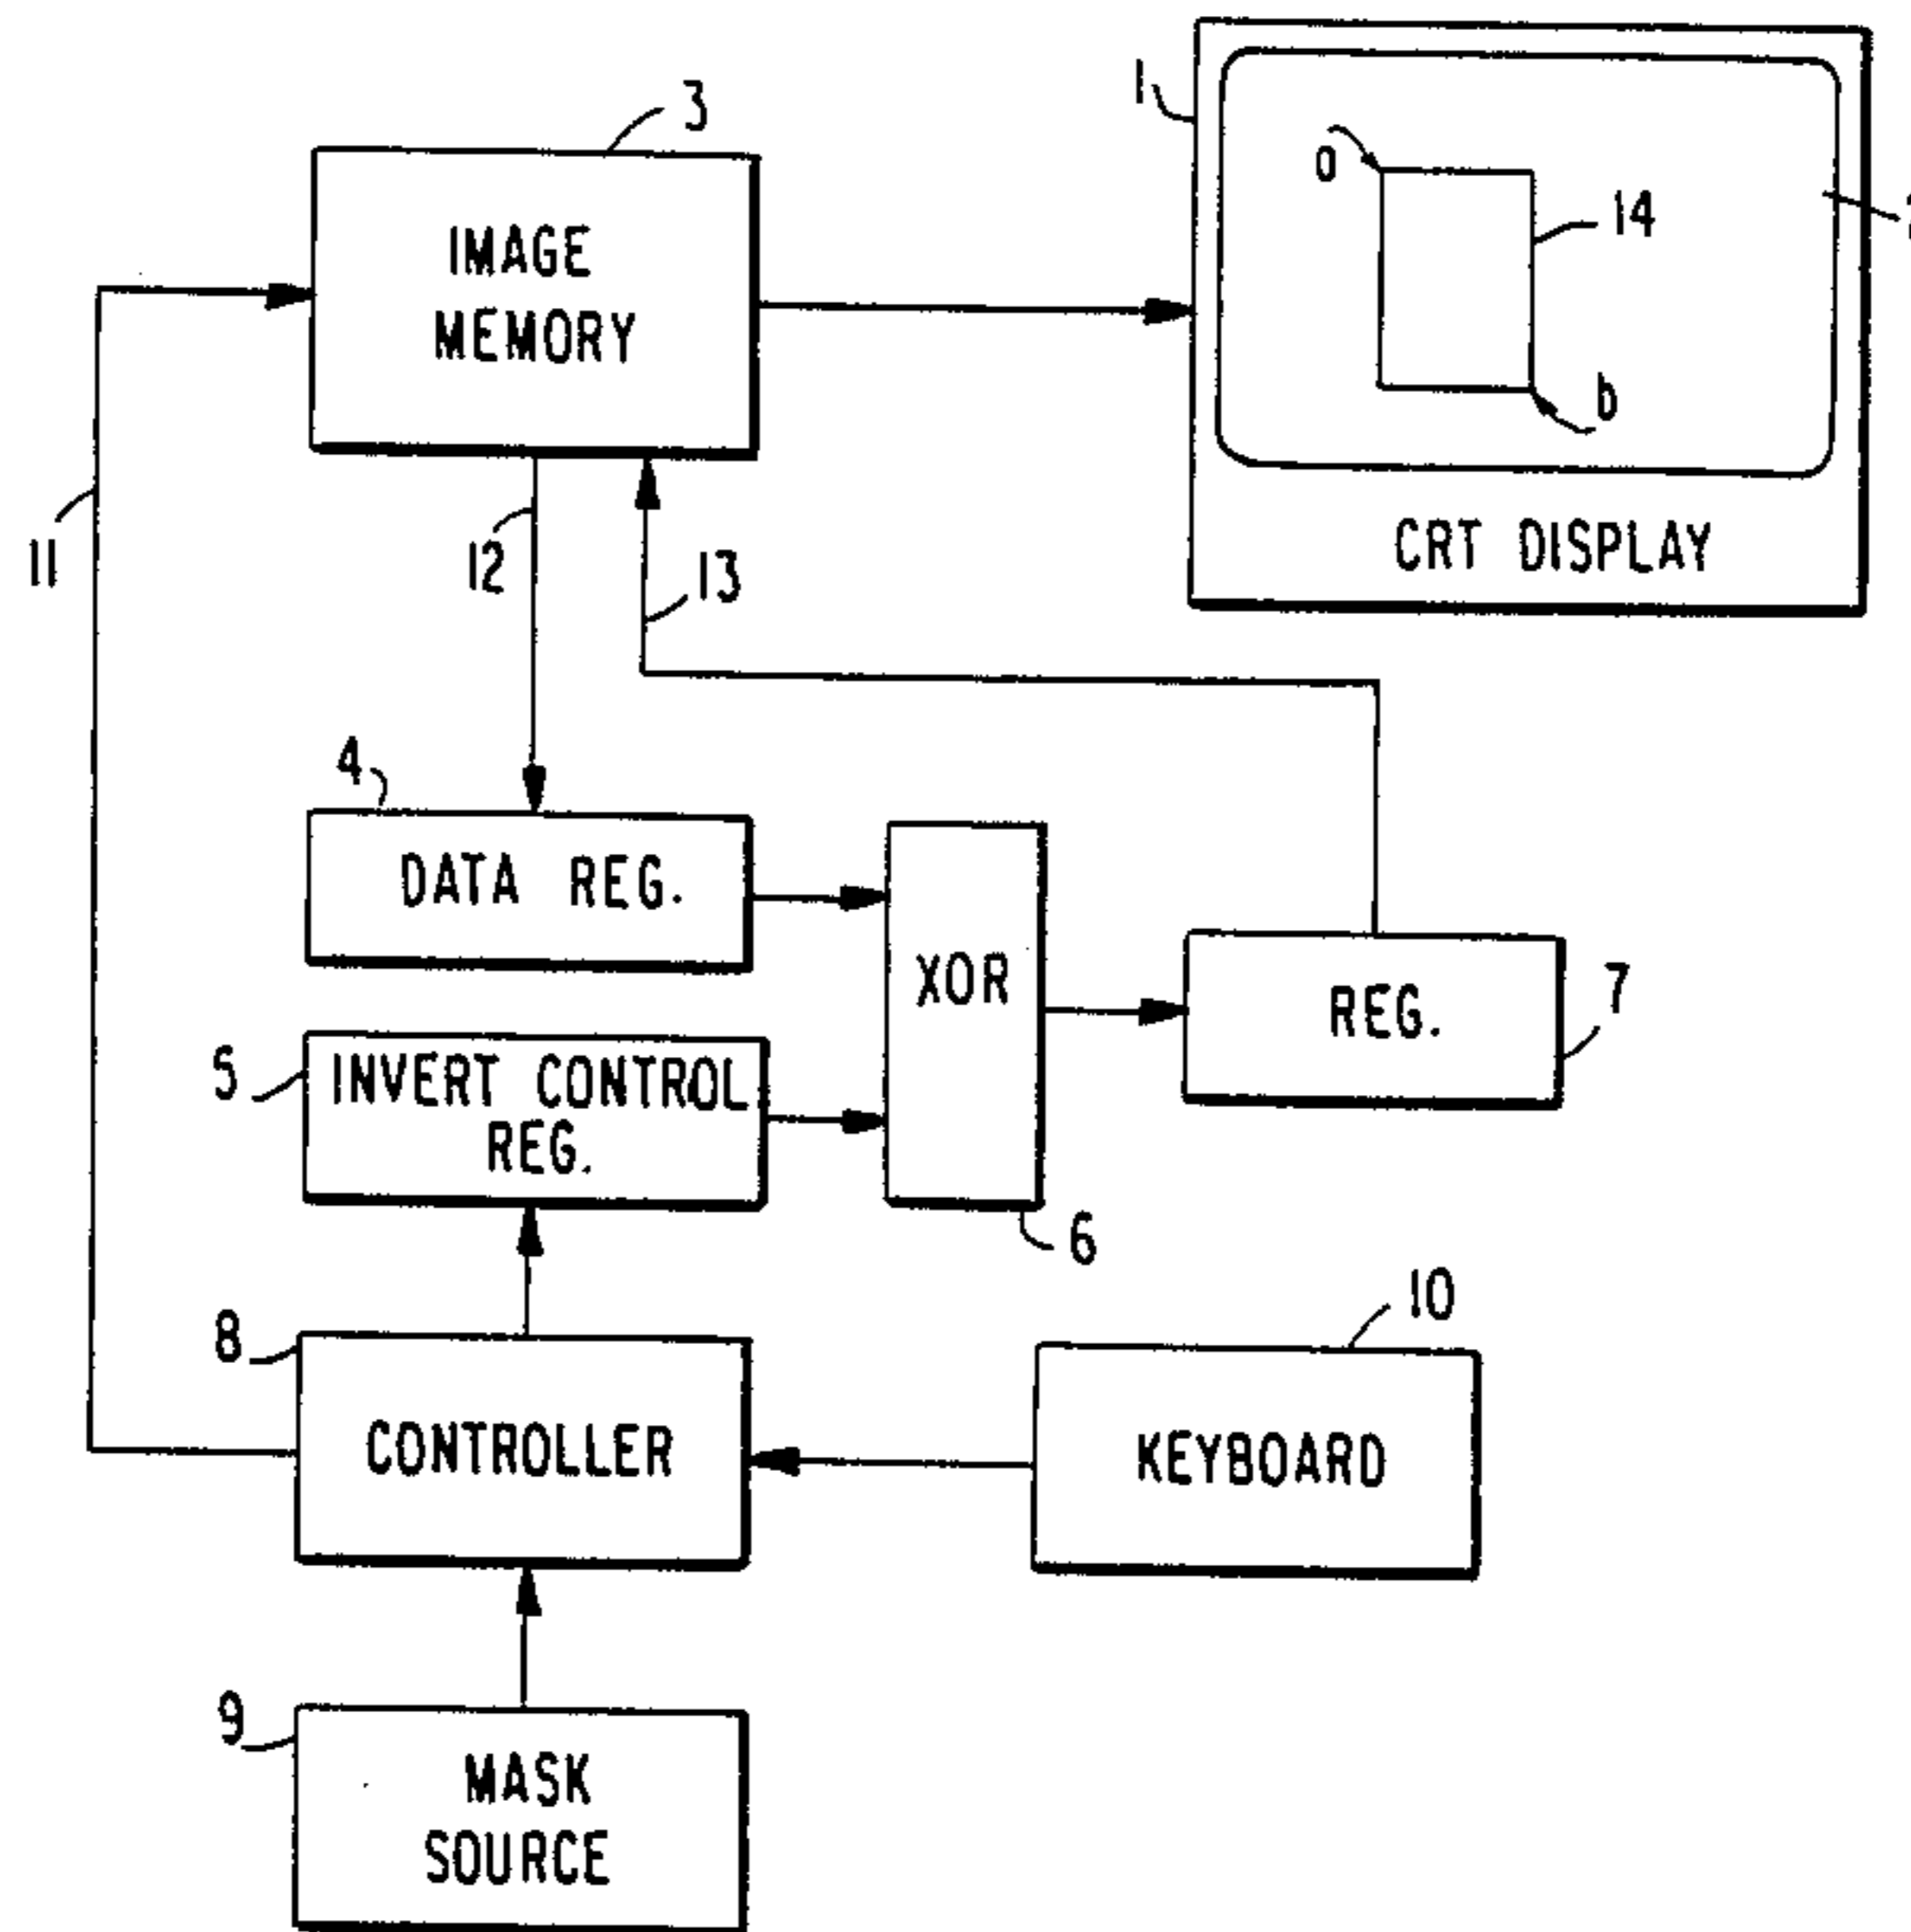 3
IMAGE
MEMORY
1
a
14
b
CRT DISPLAY
11
12
13
4
DATA REG.
XOR
REG.
7
5
INVERT CONTROL
REG.
6
8
CONTROLLER
10
KEYBOARD
9
MASK
SOURCE